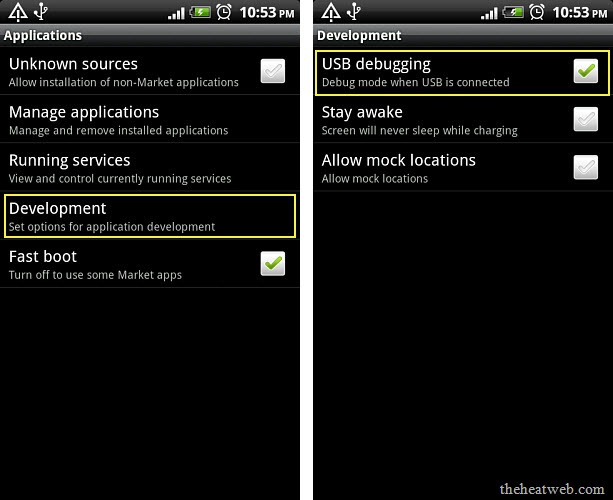 10:53 PM
Applications
Unknown sources
Allow installation of non-Market applications
Manage applications
Manage and remove installed applications
Running services
View and control currently running services
Development
Set options for application development
Fast boot
Turn off to use some Market apps
10:53 PM
Development
USB debugging
Debug mode when USB is connected
Stay awake
Screen will never sleep while charging
Allow mock locations
Allow mock locations
theheatweb.com